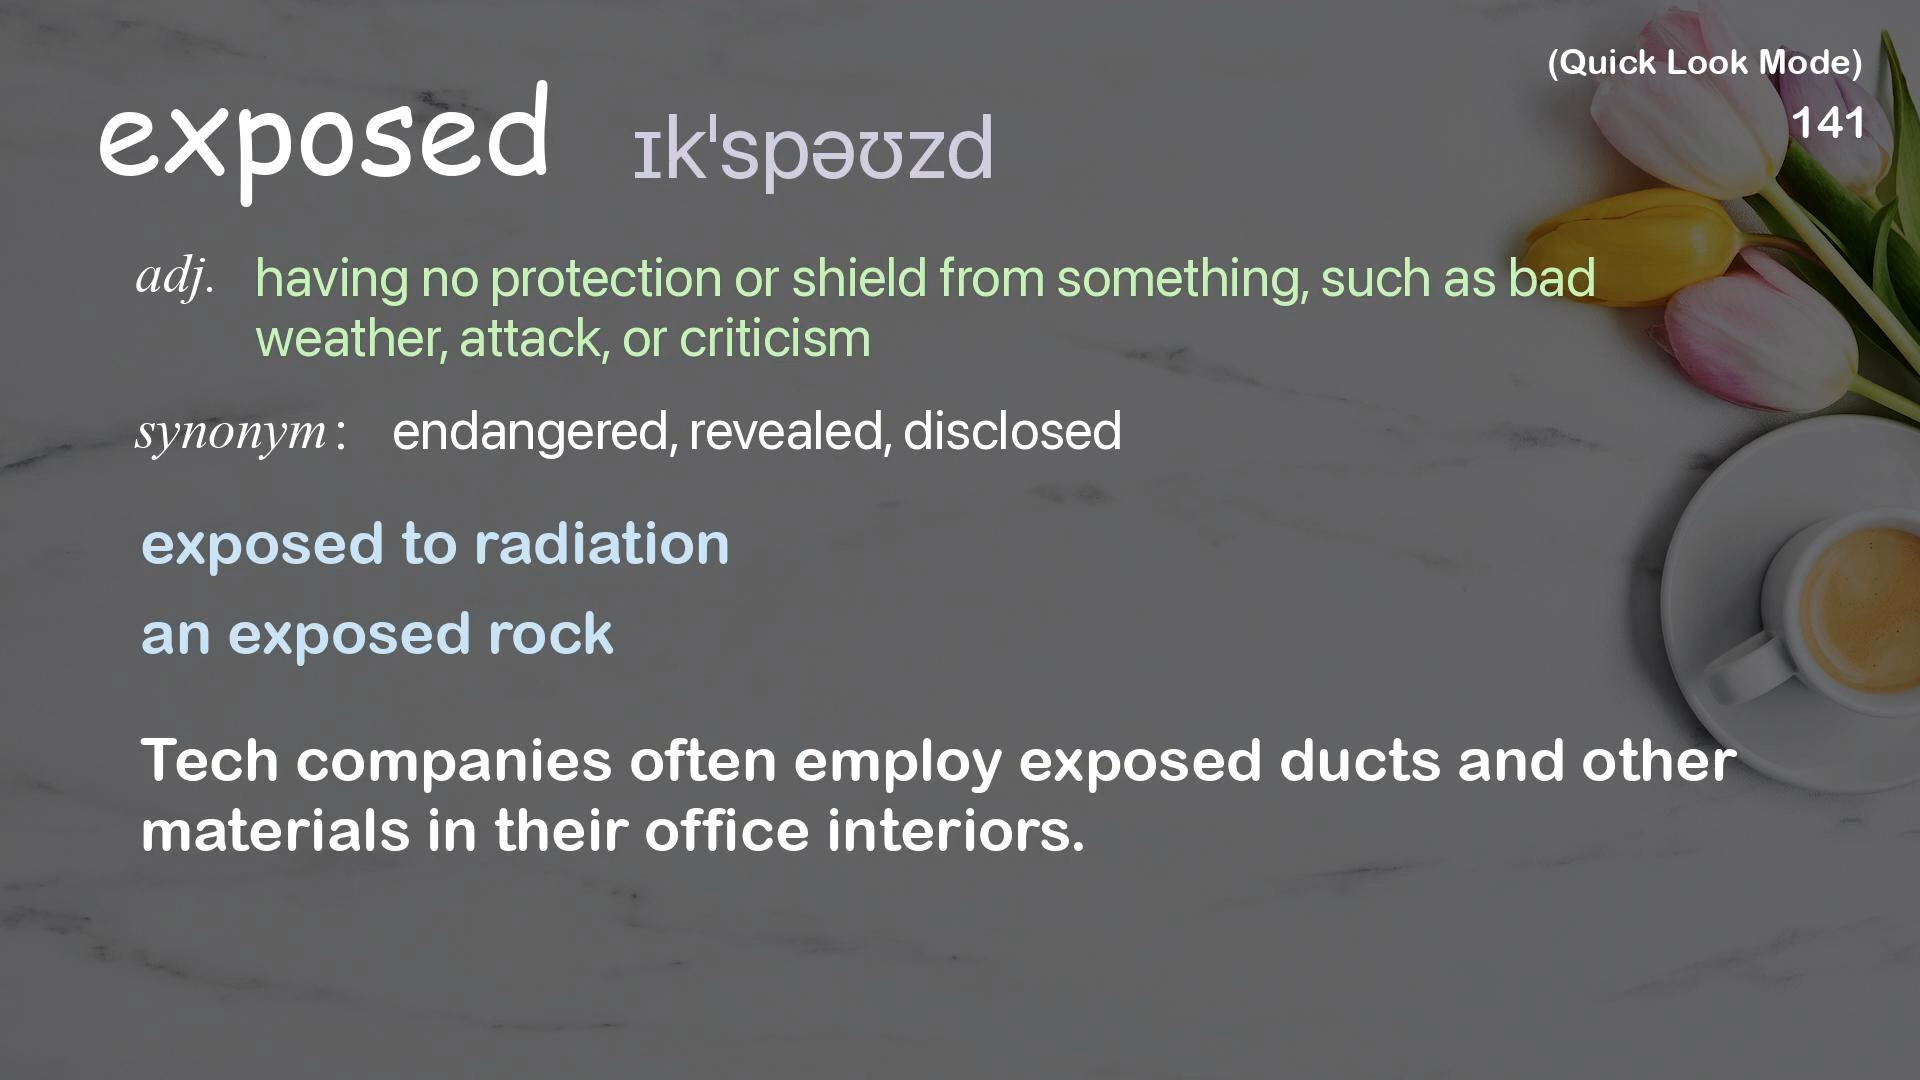 (Quick Look Mode)
141
exposed ɪkˈspəʊzd
adj. having no protection or shield from something, such as bad
weather, attack, or criticism
synonym: endangered, revealed, disclosed
exposed to radiation
an exposed rock
Tech companies often employ exposed ducts and other
materials in their office interiors.